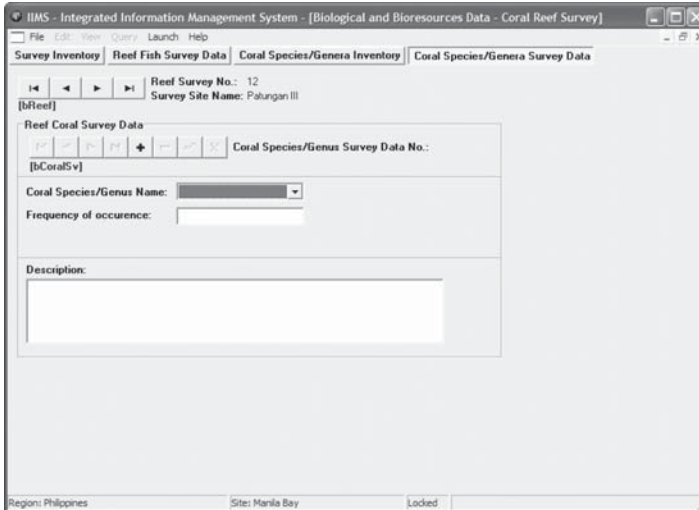 IIMS - Integrated Information Management System - [Biological and Bioresources Data - Coral Reef Survey]
File Edit View Query Launch Help
Survey Inventory Reef Fish Survey Data Coral Species/Genera Inventory Coral Species/Genera Survey Data
Reef Survey No.: 12
Survey Site Name: Patungan III
[bReef]
Reef Coral Survey Data
Coral Species/Genus Survey Data No.:
[bCoralSv]
Coral Species/Genus Name:
Frequency of occurence:
Description:
Region: Philippines Site: Manila Bay Locked